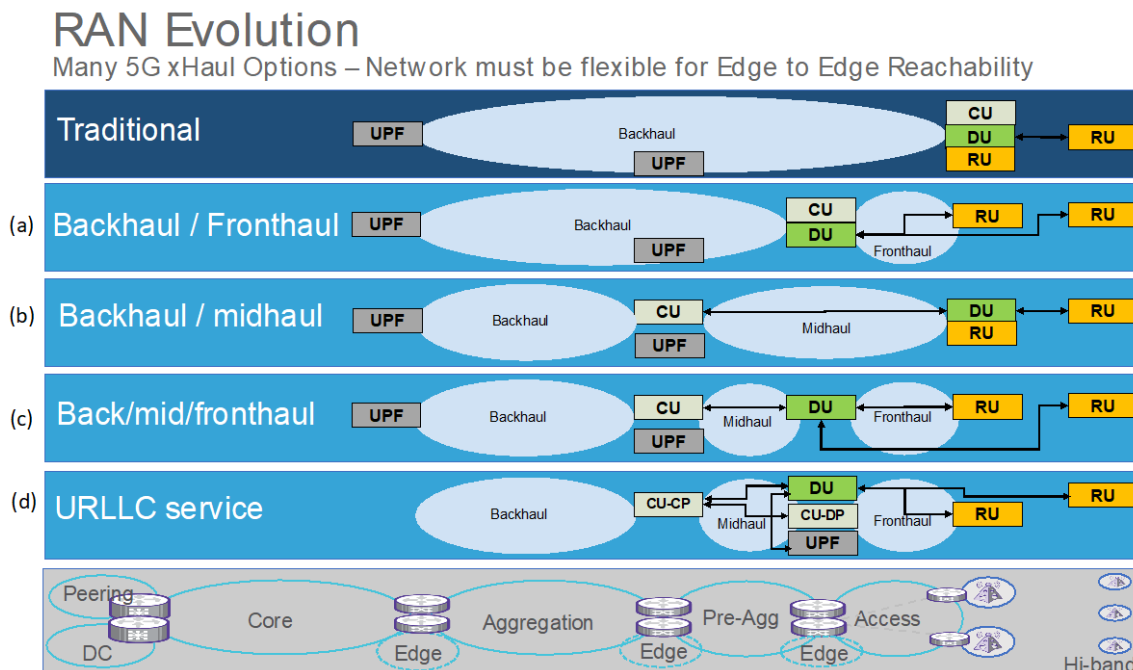 RAN Evolution
Many 5G xHaul Options – Network must be flexible for Edge to Edge Reachability
Traditional
UPF
Backhaul
UPF
CU
DU
RU
RU
(a)
Backhaul / Fronthaul
UPF
Backhaul
UPF
CU
DU
Fronthaul
RU
RU
(b)
Backhaul / midhaul
UPF
Backhaul
CU
UPF
Midhaul
DU
RU
RU
(c)
Back/mid/fronthaul
UPF
Backhaul
CU
UPF
Midhaul
DU
Fronthaul
RU
RU
(d)
URLLC service
Backhaul
CU-CP
Midhaul
DU
CU-DP
UPF
Fronthaul
RU
RU
Peering
DC
Core
Edge
Aggregation
Edge
Pre-Agg
Edge
Access
Hi-band